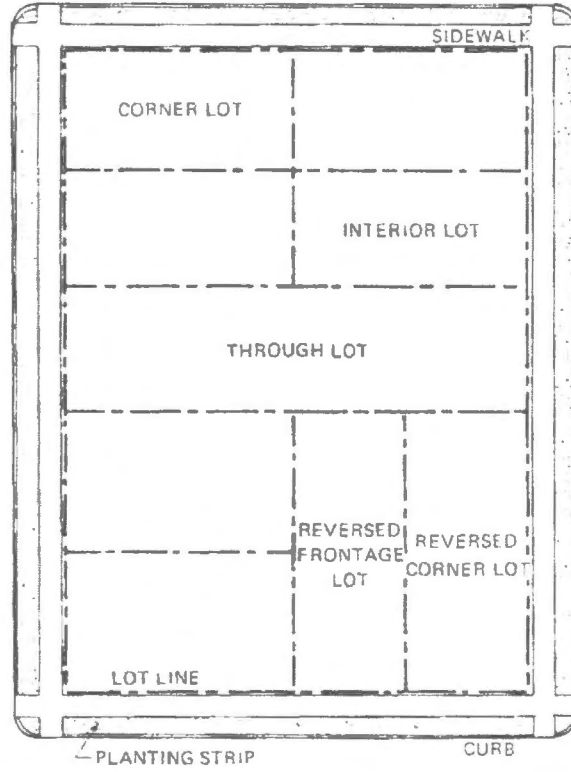 SIDEWALK
CORNER LOT
INTERIOR LOT
THROUGH LOT
REVERSED
FRONTAGE
LOT
REVERSED
CORNER LOT
LOT LINE
PLANTING STRIP
CURB